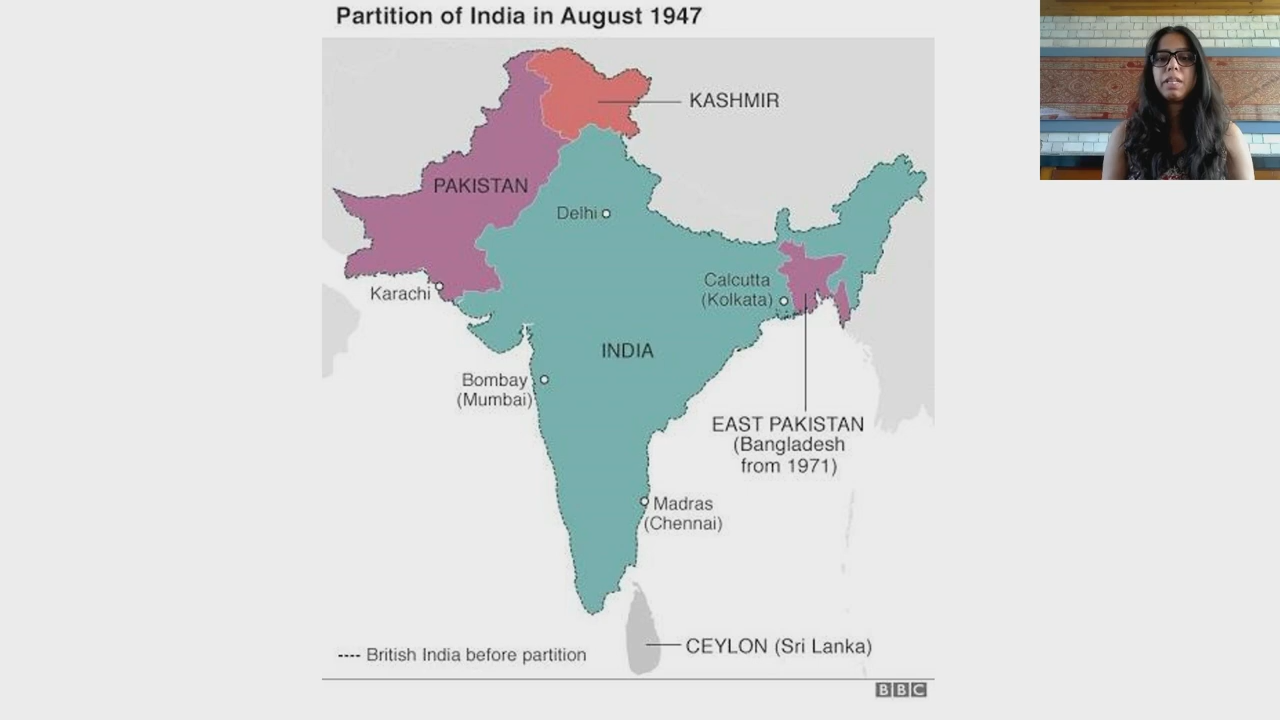 Partition of India in August 1947
KASHMIR
PAKISTAN
Delhi
Calcutta
(Kolkata)
Karachi
INDIA
Bombay
(Mumbai)
EAST PAKISTAN
(Bangladesh
from 1971)
Madras
(Chennai)
CEYLON (Sri Lanka)
---- British India before partition
BBC